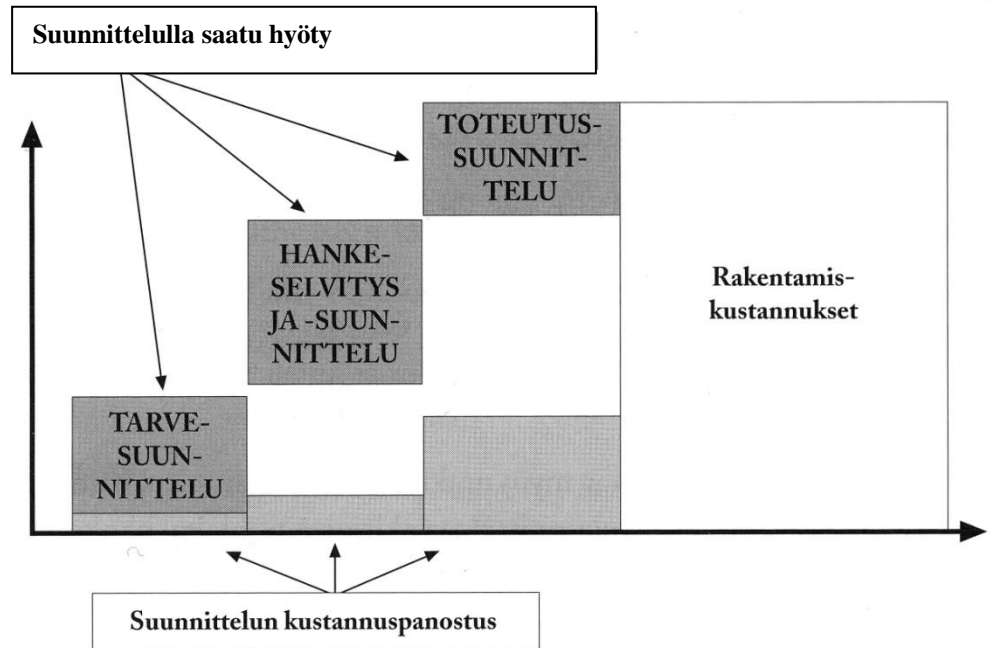 Suunnittelulla saatu hyöty
TOTEUTUS-
SUUNNIT-
TELU
HANKE-
SELVITYS
JA -SUUN-
NITTELU
Rakentamis-
kustannukset
TARVE-
SUUN-
NITTELU
Suunnittelun kustannuspanostus